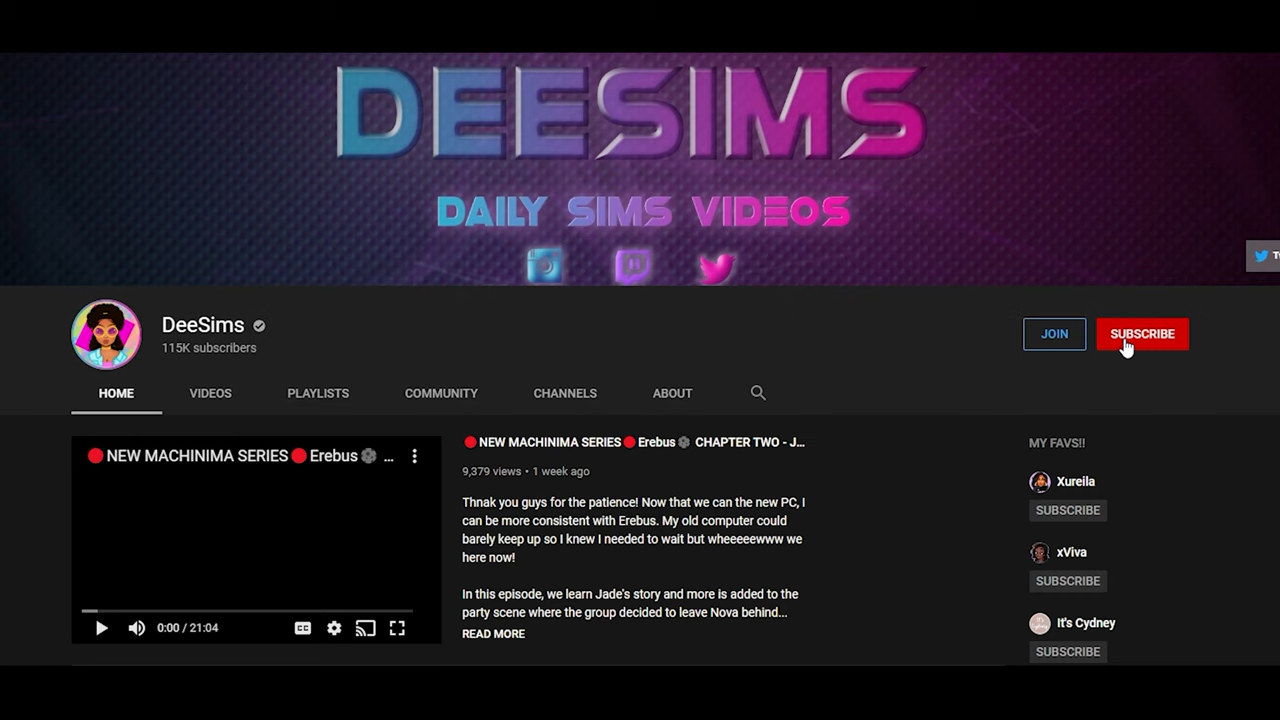 DEESIMS
DAILY SIMS VIDEOS
DeeSims
115K subscribers
JOIN
SUBSCRIBE
HOME
VIDEOS
PLAYLISTS
COMMUNITY
CHANNELS
ABOUT
NEW MACHINIMA SERIES Erebus ...
0:00 / 21:04
NEW MACHINIMA SERIES Erebus CHAPTER TWO - J...
9,379 views • 1 week ago
Thnak you guys for the patience! Now that we can the new PC, I
can be more consistent with Erebus. My old computer could
barely keep up so I knew I needed to wait but wheeeeewww we
here now!
In this episode, we learn Jade's story and more is added to the
party scene where the group decided to leave Nova behind...
READ MORE
MY FAVS!!
Xureila
SUBSCRIBE
xViva
SUBSCRIBE
It's Cydney
SUBSCRIBE